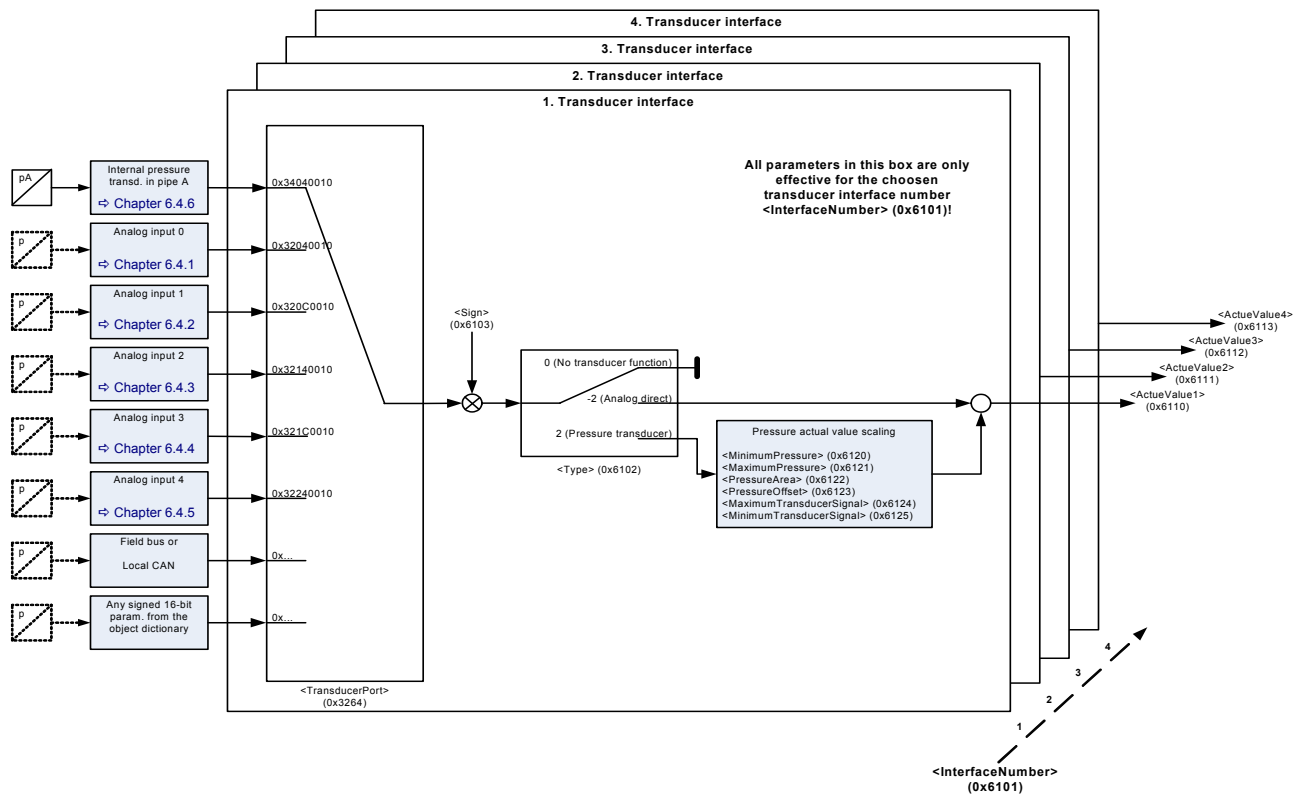 4. Transducer interface
3. Transducer interface
2. Transducer interface
1. Transducer interface
All parameters in this box are only
effective for the choosen
transducer interface number
<InterfaceNumber> (0x6101)!
pA
Internal pressure
transd. in pipe A
⇨ Chapter 6.4.6
0x34040010
p
Analog input 0
⇨ Chapter 6.4.1
0x32040010
p
Analog input 1
⇨ Chapter 6.4.2
0x320C0010
p
Analog input 2
⇨ Chapter 6.4.3
0x32140010
p
Analog input 3
⇨ Chapter 6.4.4
0x321C0010
p
Analog input 4
⇨ Chapter 6.4.5
0x32240010
p
Field bus or
Local CAN
0x...
p
Any signed 16-bit
param. from the
object dictionary
0x...
<TransducerPort>
(0x3264)
<Sign>
(0x6103)
0 (No transducer function)
-2 (Analog direct)
2 (Pressure transducer)
<Type> (0x6102)
Pressure actual value scaling
<MinimumPressure> (0x6120)
<MaximumPressure> (0x6121)
<PressureArea> (0x6122)
<PressureOffset> (0x6123)
<MaximumTransducerSignal> (0x6124)
<MinimumTransducerSignal> (0x6125)
<ActueValue4>
(0x6113)
<ActueValue3>
(0x6112)
<ActueValue2>
(0x6111)
<ActueValue1>
(0x6110)
4
3
2
1
<InterfaceNumber>
(0x6101)